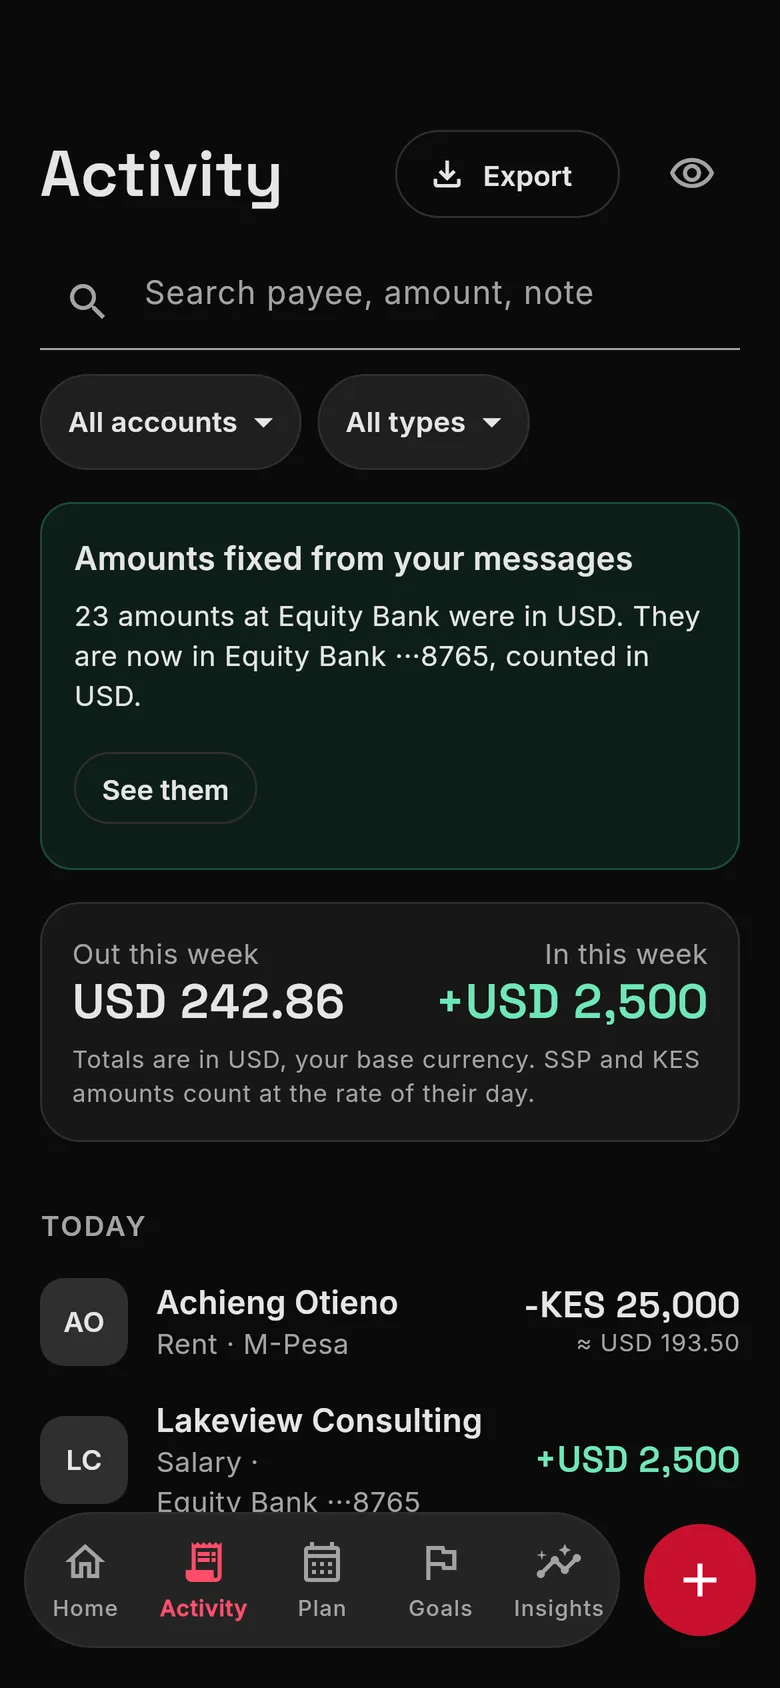 Activity
Export
Search payee, amount, note
All accounts
All types
Amounts fixed from your messages
23 amounts at Equity Bank were in USD. They
are now in Equity Bank ···8765, counted in
USD.
See them
Out this week
In this week
USD 242.86
+USD 2,500
Totals are in USD, your base currency. SSP and KES
amounts count at the rate of their day.
TODAY
AO
Achieng Otieno
-KES 25,000
Rent · M-Pesa
≈ USD 193.50
LC
Lakeview Consulting
Salary ·
+USD 2,500
Equity Bank ···8765
Home
Activity
Plan
Goals
Insights